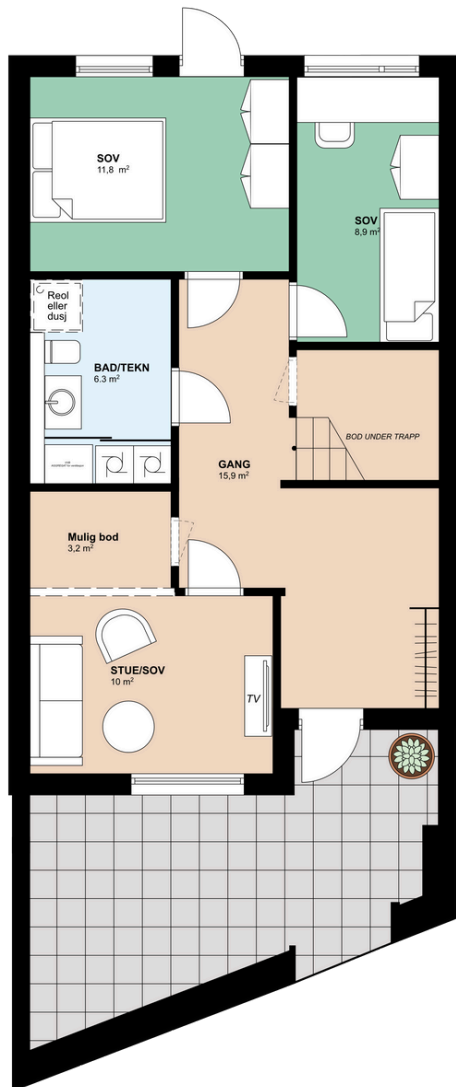 SOV
11,8 m²
SOV
8,9 m²
Reol
eller
dusj
BAD/TEKN
6.3 m²
BOD UNDER TRAPP
GANG
15,9 m²
Mulig bod
3,2 m²
STUE/SOV
10 m²
TV